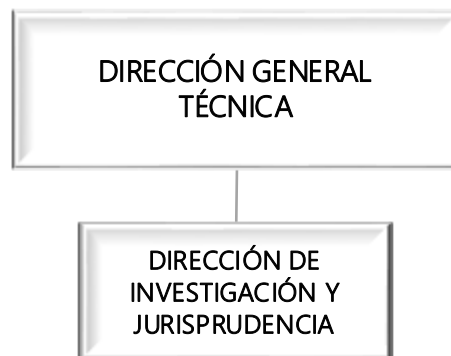 DIRECCIÓN GENERAL
TÉCNICA
DIRECCIÓN DE
INVESTIGACIÓN Y
JURISPRUDENCIA